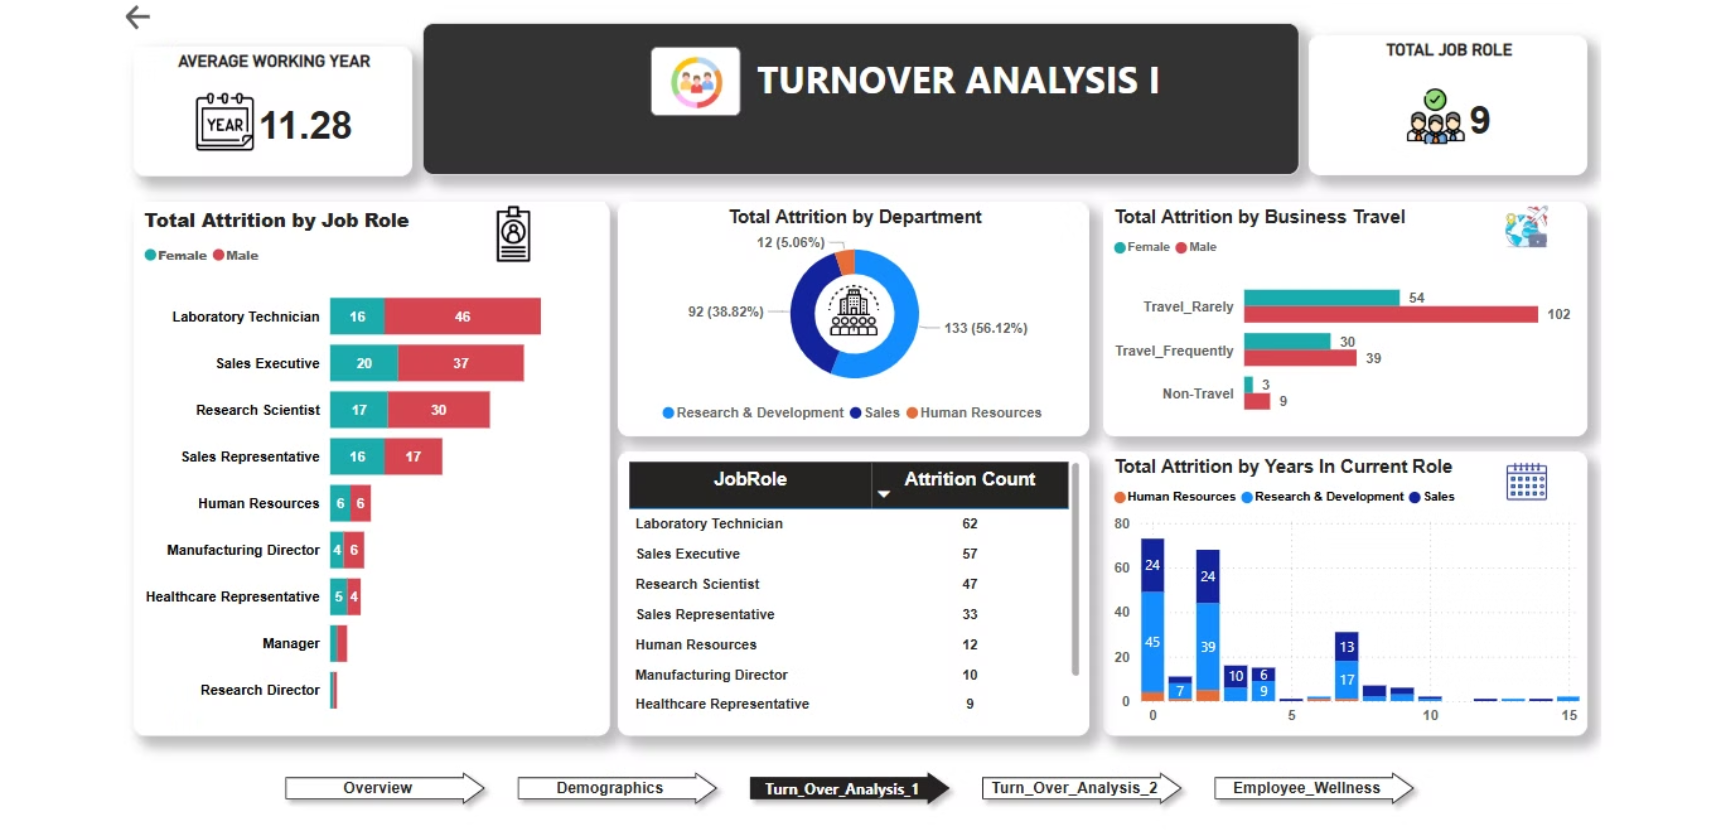 AVERAGE WORKING YEAR
YEAR
11.28
TURNOVER ANALYSIS I
TOTAL JOB ROLE
9
Total Attrition by Job Role
Female Male
Laboratory Technician 16 46
Sales Executive 20 37
Research Scientist 17 30
Sales Representative 16 17
Human Resources 6 6
Manufacturing Director 4 6
Healthcare Representative 5 4
Manager
Research Director
Total Attrition by Department
12 (5.06%)
92 (38.82%)
133 (56.12%)
Research & Development Sales Human Resources
Total Attrition by Business Travel
Female Male
Travel_Rarely 54 102
Travel_Frequently 30 39
Non-Travel 3 9
JobRole Attrition Count
Laboratory Technician 62
Sales Executive 57
Research Scientist 47
Sales Representative 33
Human Resources 12
Manufacturing Director 10
Healthcare Representative 9
Total Attrition by Years In Current Role
Human Resources Research & Development Sales
80
60
40
20
0
24
45
7
24
39
10
6
9
13
17
0 5 10 15
Overview
Demographics
Turn_Over_Analysis_1
Turn_Over_Analysis_2
Employee_Wellness